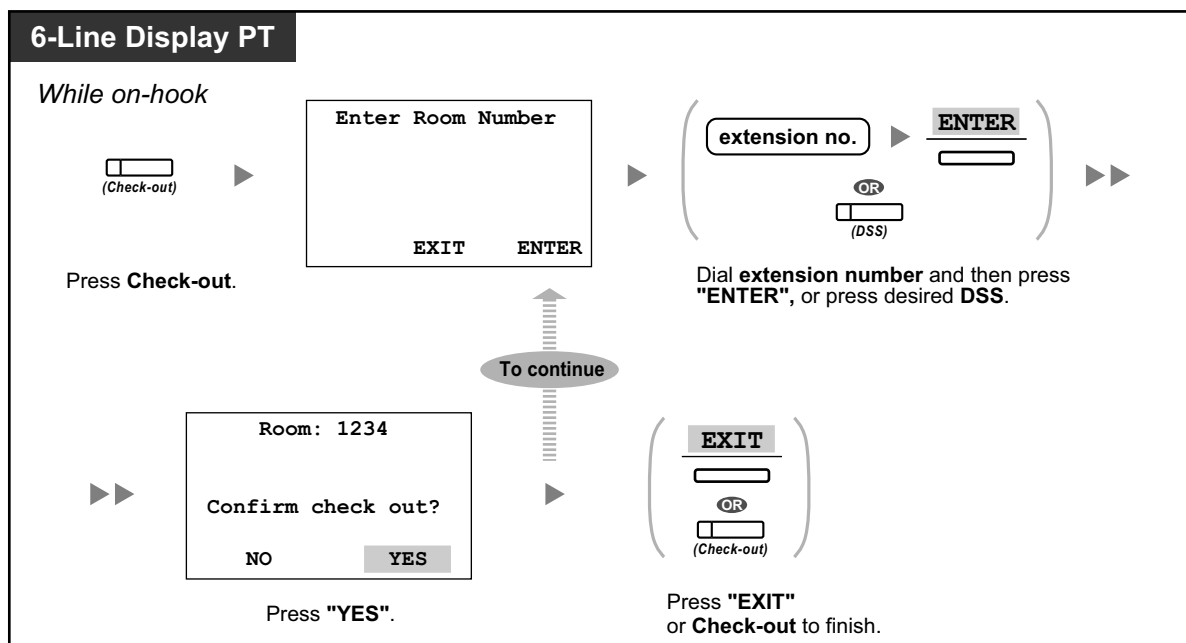 6-Line Display PT
While on-hook
(Check-out)
Press Check-out.
Enter Room Number
EXIT ENTER
extension no.
ENTER
OR
(DSS)
Dial extension number and then press
"ENTER", or press desired DSS.
To continue
Room: 1234
Confirm check out?
NO YES
Press "YES".
EXIT
OR
(Check-out)
Press "EXIT"
or Check-out to finish.